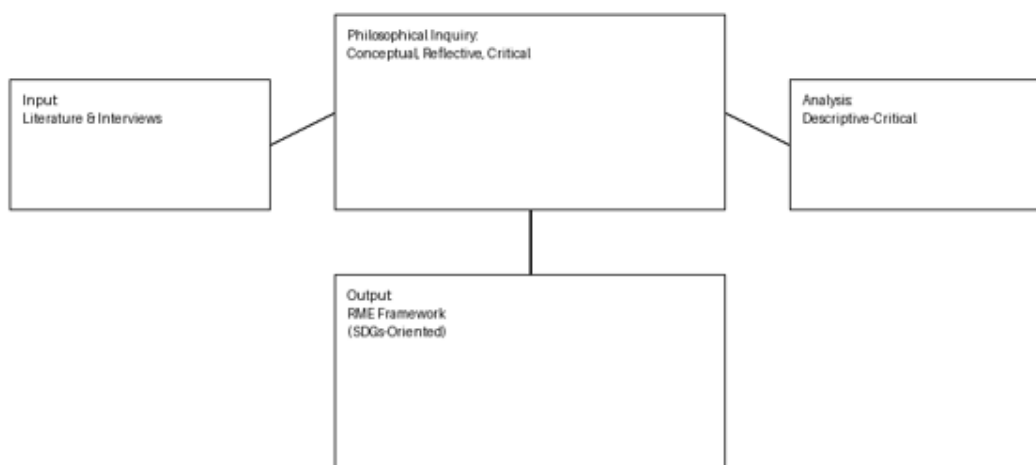 Philosophical Inquiry:
Conceptual, Reflective, Critical
Input
Literature & Interviews
Analysis
Descriptive-Critical
Output
RME Framework
(SDGs-Oriented)